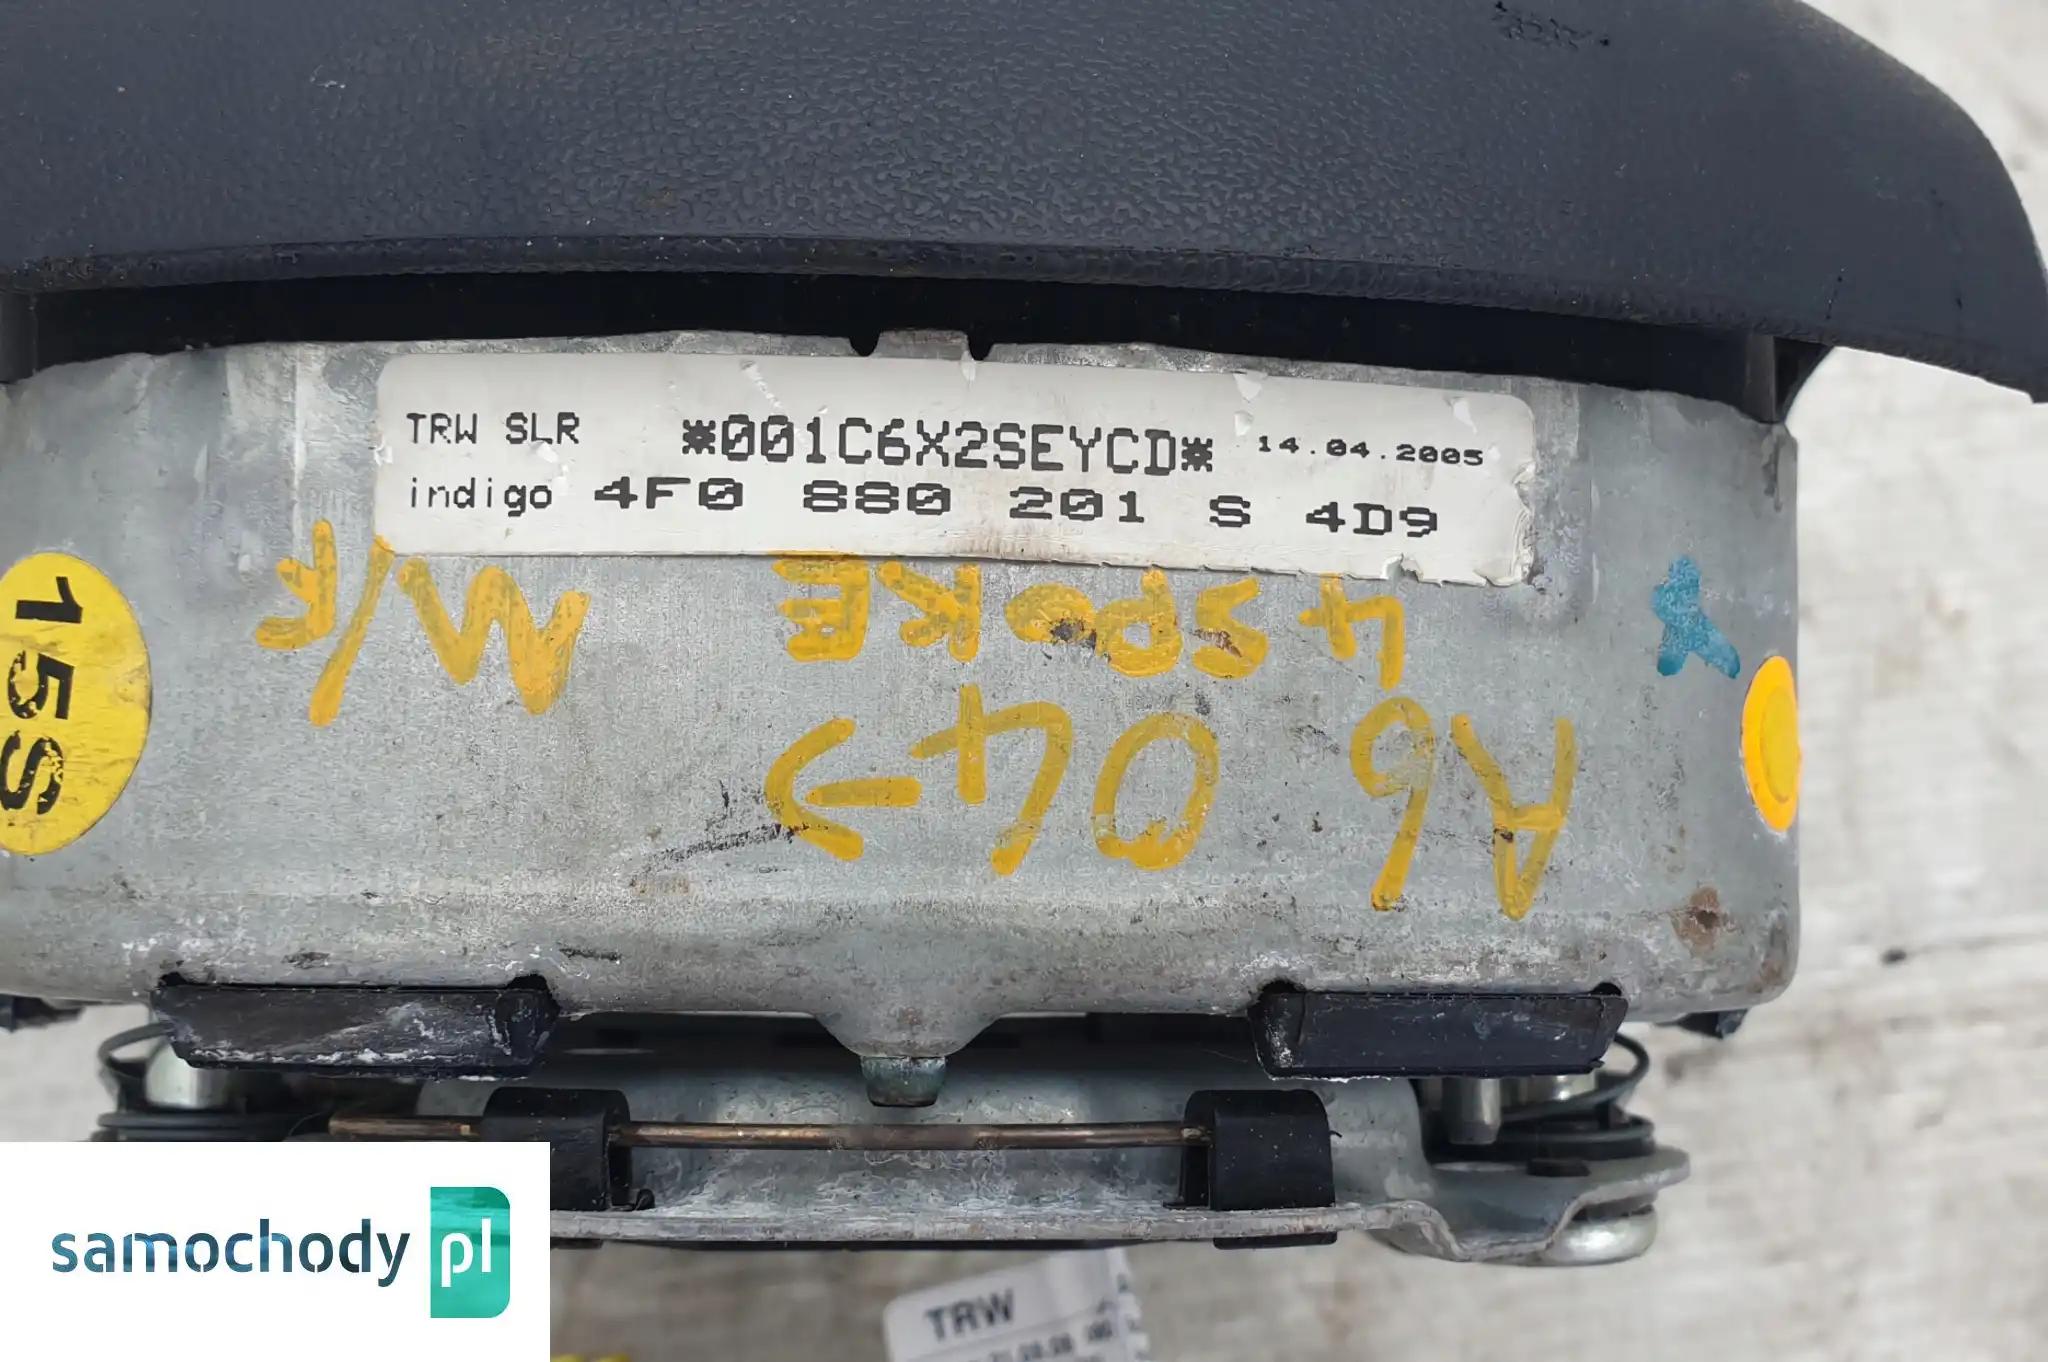 TRW SLR *001C6X2SEYCD* 14.04.2005
indigo 4F0 880 201 S 4D9
15S
A6 04->
4 SPOKE M/F
samochody pl
TRW